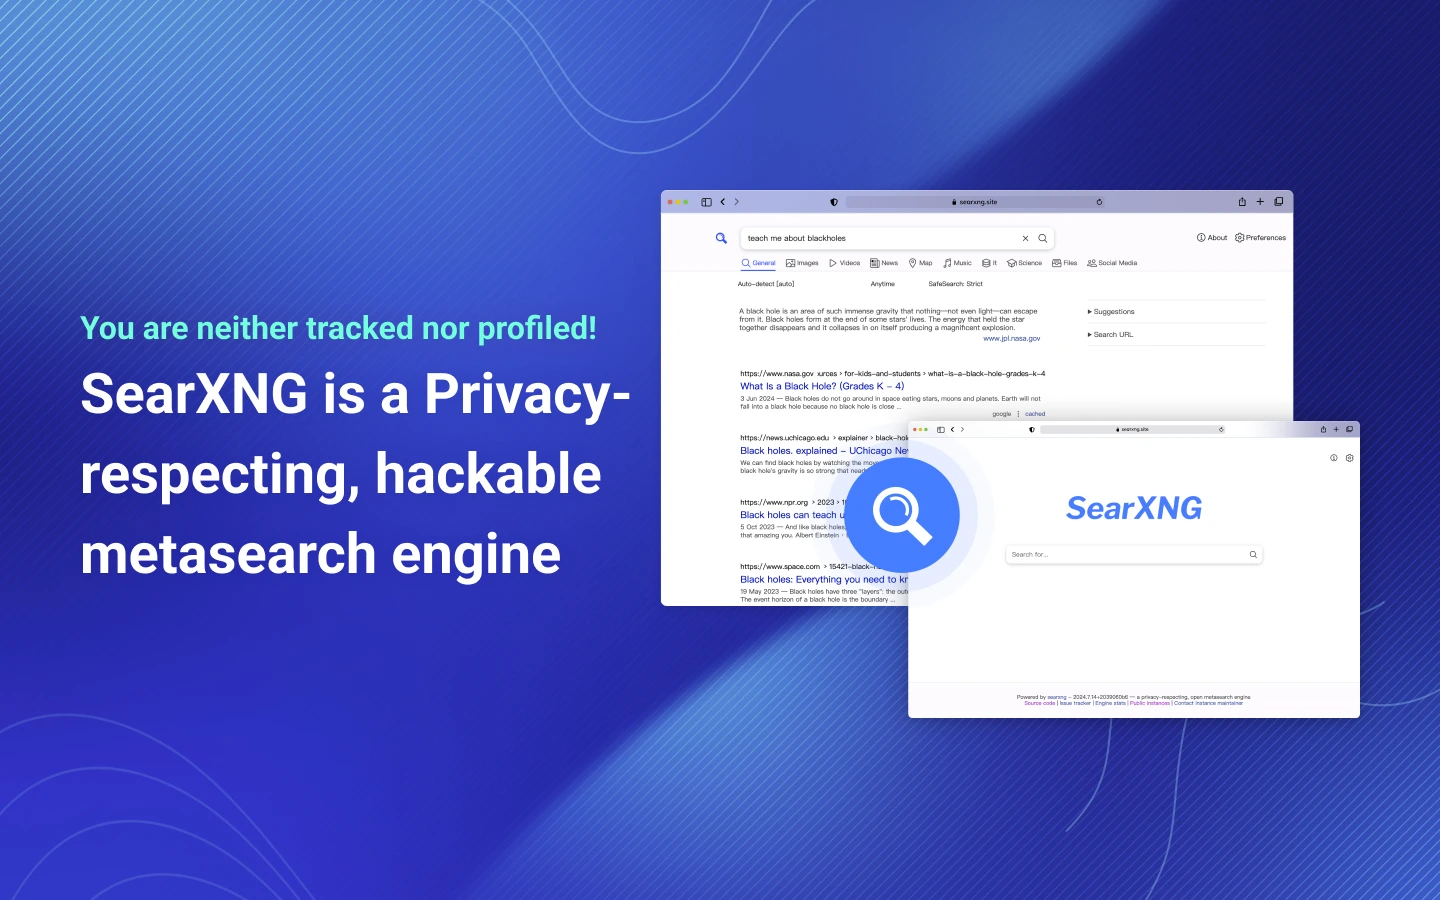 You are neither tracked nor profiled!
SearXNG is a Privacy-
respecting, hackable
metasearch engine
searxng.site
teach me about blackholes
About Preferences
General Images Videos News Map Music It Science Files Social Media
Auto-detect [auto] Anytime SafeSearch: Strict
A black hole is an area of such immense gravity that nothing—not even light—can escape
from it. Black holes form at the end of some stars' lives. The energy that held the star
together disappears and it collapses in on itself producing a magnificent explosion.
www.jpl.nasa.gov
Suggestions
Search URL
https://www.nasa.gov urces › for-kids-and-students › what-is-a-black-hole-grades-k-4
What Is a Black Hole? (Grades K – 4)
3 Jun 2024 — Black holes do not go around in space eating stars, moons and planets. Earth will not
fall into a black hole because no black hole is close ...
google cached
https://news.uchicago.edu › explainer › black-hol
Black holes. explained – UChicago Ne
We can find black holes by watching the mov
black hole's gravity is so strong that nea
https://www.npr.org › 2023 ›
Black holes can teach u
5 Oct 2023 — And like black holes,
that amazing you. Albert Einstein ·
https://www.space.com › 15421-black-h
Black holes: Everything you need to kn
19 May 2023 — Black holes have three "layers": the out
The event horizon of a black hole is the boundary ...
searxng.site
SearXNG
Search for...
Powered by searxng – 2024.7.14+2039060b6 — a privacy-respecting, open metasearch engine
Source code | Issue tracker | Engine stats | Public instances | Contact instance maintainer